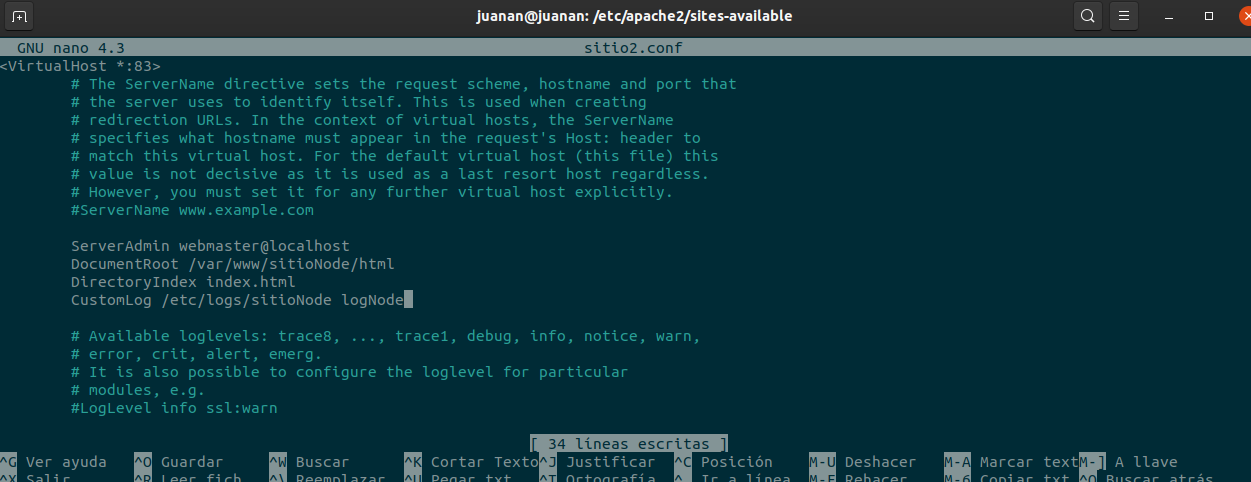 juanan@juanan: /etc/apache2/sites-available
GNU nano 4.3 sitio2.conf
<VirtualHost *:83>
# The ServerName directive sets the request scheme, hostname and port that
# the server uses to identify itself. This is used when creating
# redirection URLs. In the context of virtual hosts, the ServerName
# specifies what hostname must appear in the request's Host: header to
# match this virtual host. For the default virtual host (this file) this
# value is not decisive as it is used as a last resort host regardless.
# However, you must set it for any further virtual host explicitly.
#ServerName www.example.com
ServerAdmin webmaster@localhost
DocumentRoot /var/www/sitioNode/html
DirectoryIndex index.html
CustomLog /etc/logs/sitioNode logNode
# Available loglevels: trace8, ..., trace1, debug, info, notice, warn,
# error, crit, alert, emerg.
# It is also possible to configure the loglevel for particular
# modules, e.g.
#LogLevel info ssl:warn
[ 34 líneas escritas ]
^G Ver ayuda ^O Guardar ^W Buscar ^K Cortar Texto ^J Justificar ^C Posición M-U Deshacer M-A Marcar text M-] A llave
^X Salir ^R Leer fich. ^\ Reemplazar ^U Pegar txt ^T Ortografía ^_ Ir a línea M-E Rehacer M-6 Copiar txt ^Q Buscar atrás